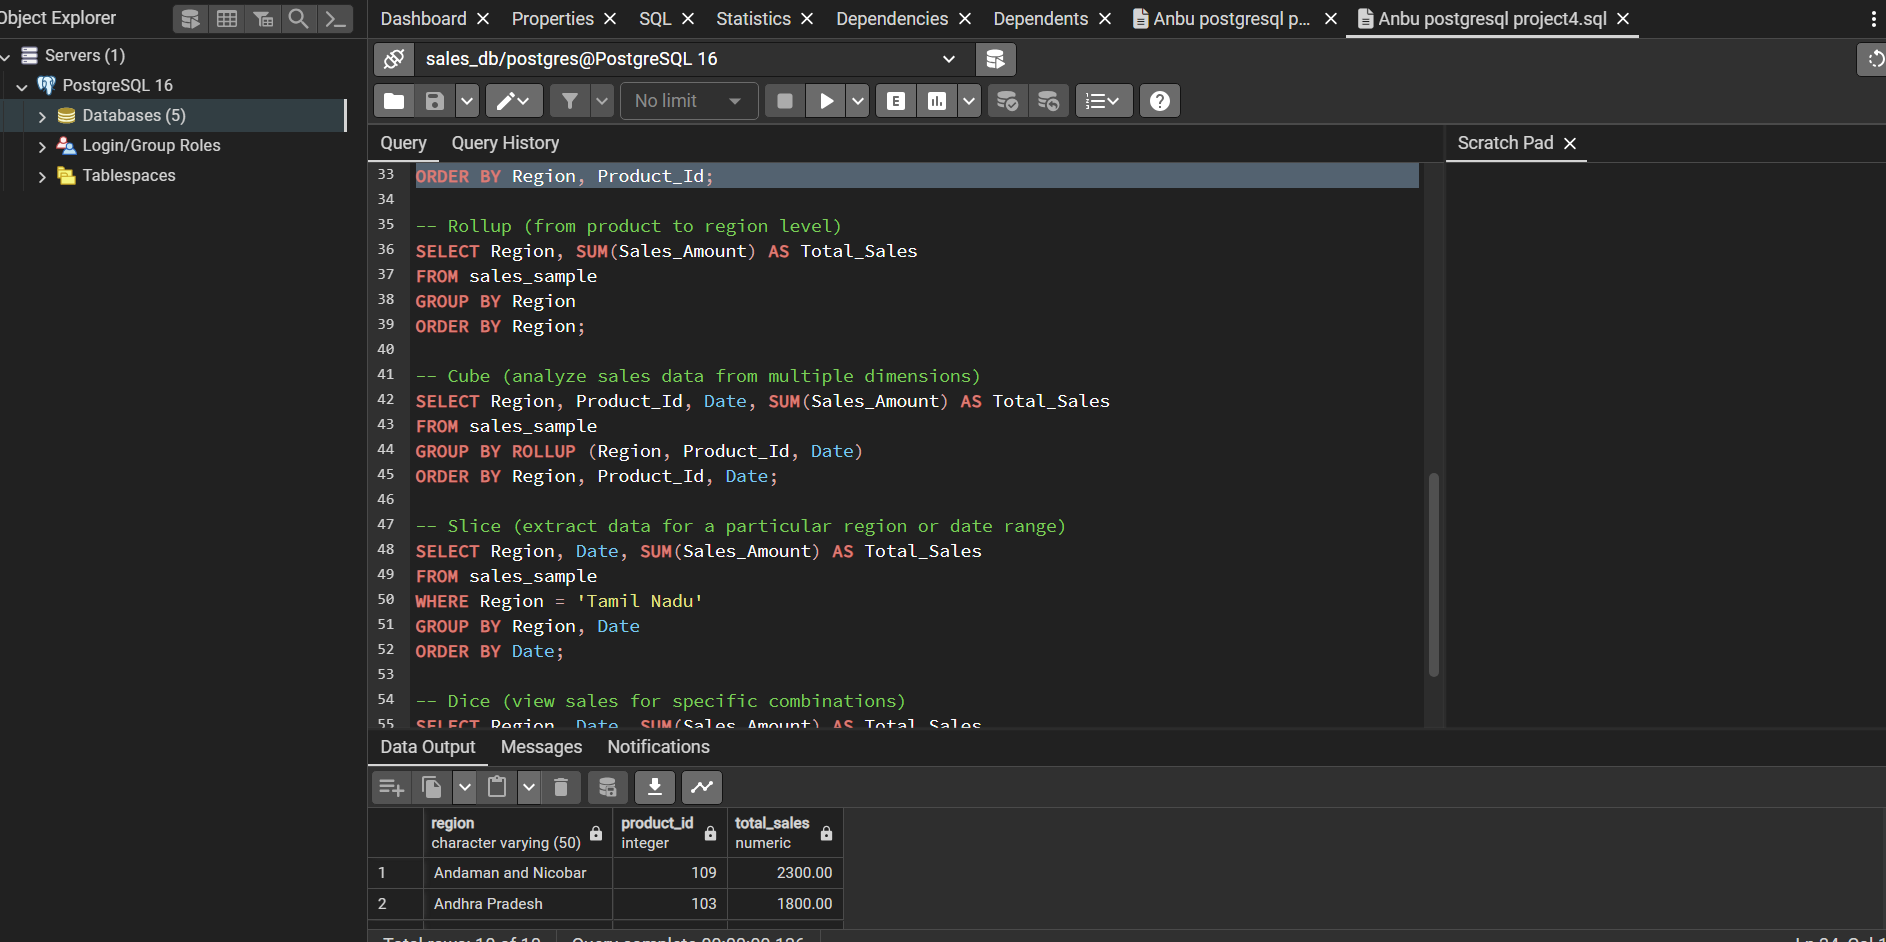 Object Explorer
Dashboard
Properties
SQL
Statistics
Dependencies
Dependents
Anbu postgresql p...
Anbu postgresql project4.sql
Servers (1)
PostgreSQL 16
Databases (5)
Login/Group Roles
Tablespaces
sales_db/postgres@PostgreSQL 16
No limit
E
Query
Query History
Scratch Pad
33 ORDER BY Region, Product_Id;
34
35 -- Rollup (from product to region level)
36 SELECT Region, SUM(Sales_Amount) AS Total_Sales
37 FROM sales_sample
38 GROUP BY Region
39 ORDER BY Region;
40
41 -- Cube (analyze sales data from multiple dimensions)
42 SELECT Region, Product_Id, Date, SUM(Sales_Amount) AS Total_Sales
43 FROM sales_sample
44 GROUP BY ROLLUP (Region, Product_Id, Date)
45 ORDER BY Region, Product_Id, Date;
46
47 -- Slice (extract data for a particular region or date range)
48 SELECT Region, Date, SUM(Sales_Amount) AS Total_Sales
49 FROM sales_sample
50 WHERE Region = 'Tamil Nadu'
51 GROUP BY Region, Date
52 ORDER BY Date;
53
54 -- Dice (view sales for specific combinations)
55 SELECT Region, Date, SUM(Sales_Amount) AS Total_Sales
Data Output
Messages
Notifications
region
character varying (50)
product_id
integer
total_sales
numeric
1 Andaman and Nicobar 109 2300.00
2 Andhra Pradesh 103 1800.00